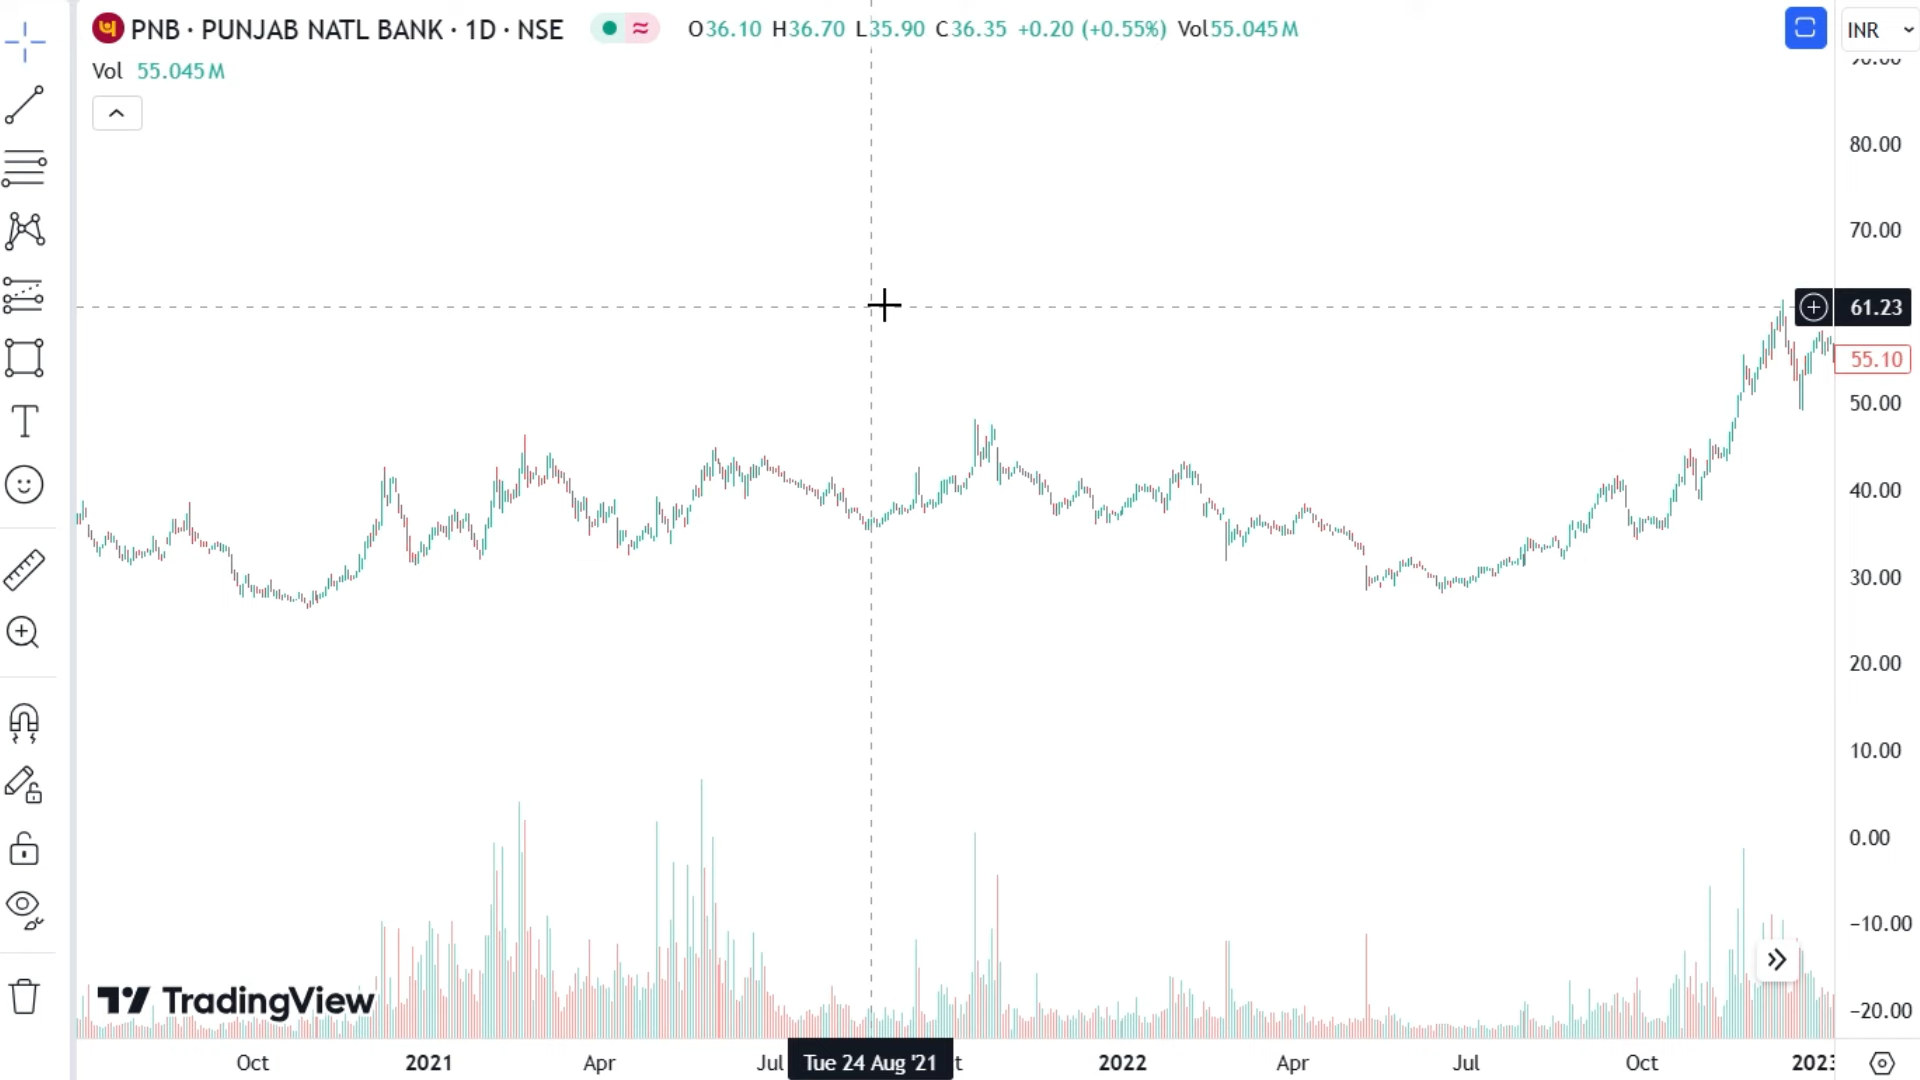 पं PNB · PUNJAB NATL BANK · 1D · NSE ≈ O36.10 H36.70 L35.90 C36.35 +0.20 (+0.55%) Vol55.045M INR
Vol 55.045M
90.00
80.00
70.00
61.23
55.10
50.00
40.00
30.00
20.00
10.00
0.00
−10.00
−20.00
T
TradingView
Oct 2021 Apr Jul Tue 24 Aug '21 t 2022 Apr Jul Oct 2023